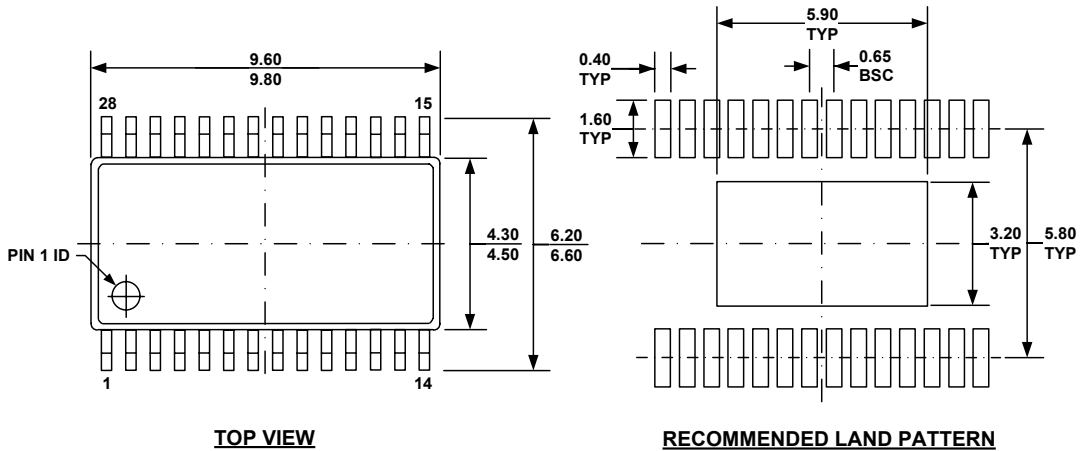 9.60
9.80
28
15
4.30
4.50
6.20
6.60
PIN 1 ID
1
14
TOP VIEW
5.90
TYP
0.40
TYP
0.65
BSC
1.60
TYP
3.20
TYP
5.80
TYP
RECOMMENDED LAND PATTERN